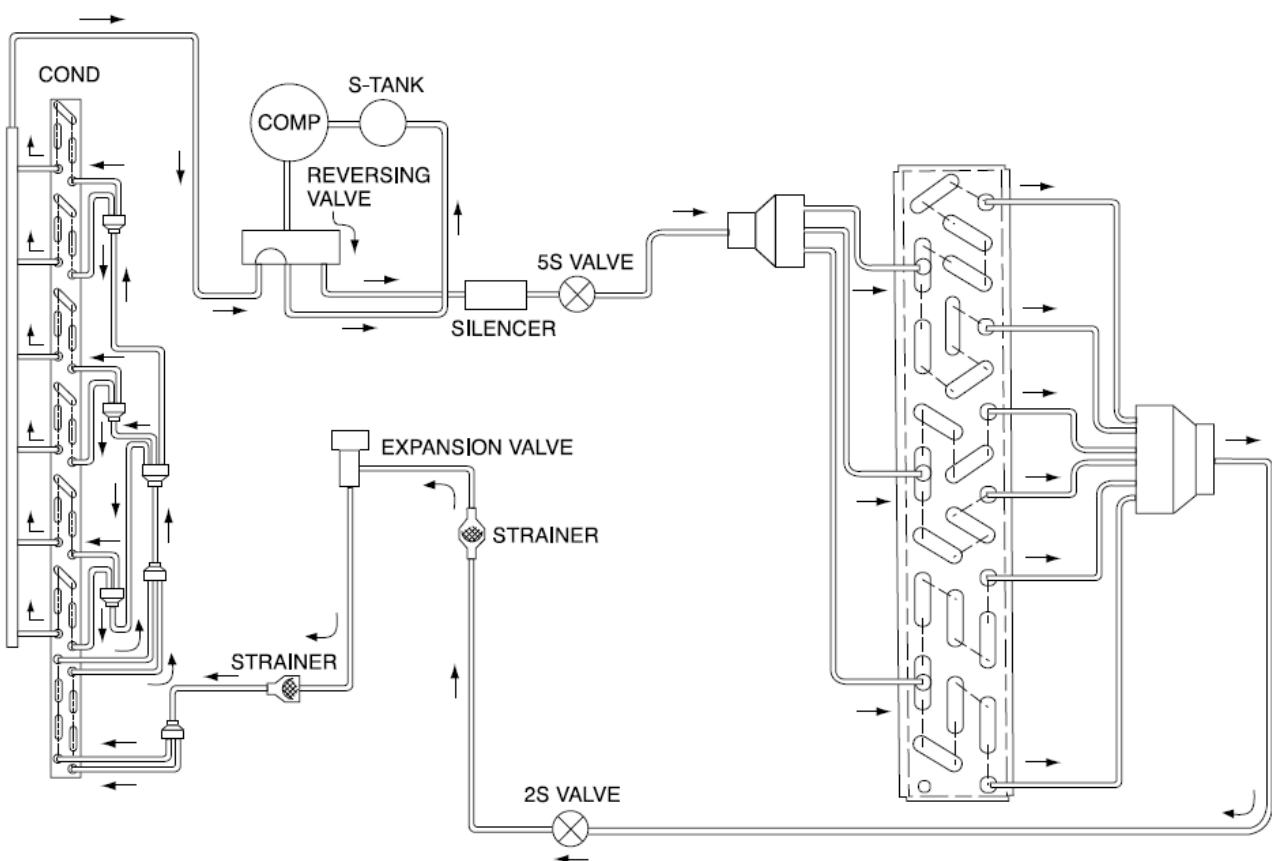 COND
S-TANK
COMP
REVERSING
VALVE
5S VALVE
SILENCER
EXPANSION VALVE
STRAINER
STRAINER
2S VALVE